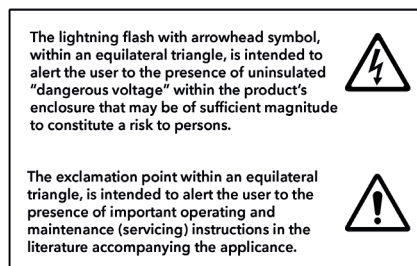 The lightning flash with arrowhead symbol,
within an equilateral triangle, is intended to
alert the user to the presence of uninsulated
“dangerous voltage” within the product’s
enclosure that may be of sufficient magnitude
to constitute a risk to persons.
The exclamation point within an equilateral
triangle, is intended to alert the user to the
presence of important operating and
maintenance (servicing) instructions in the
literature accompanying the applicance.